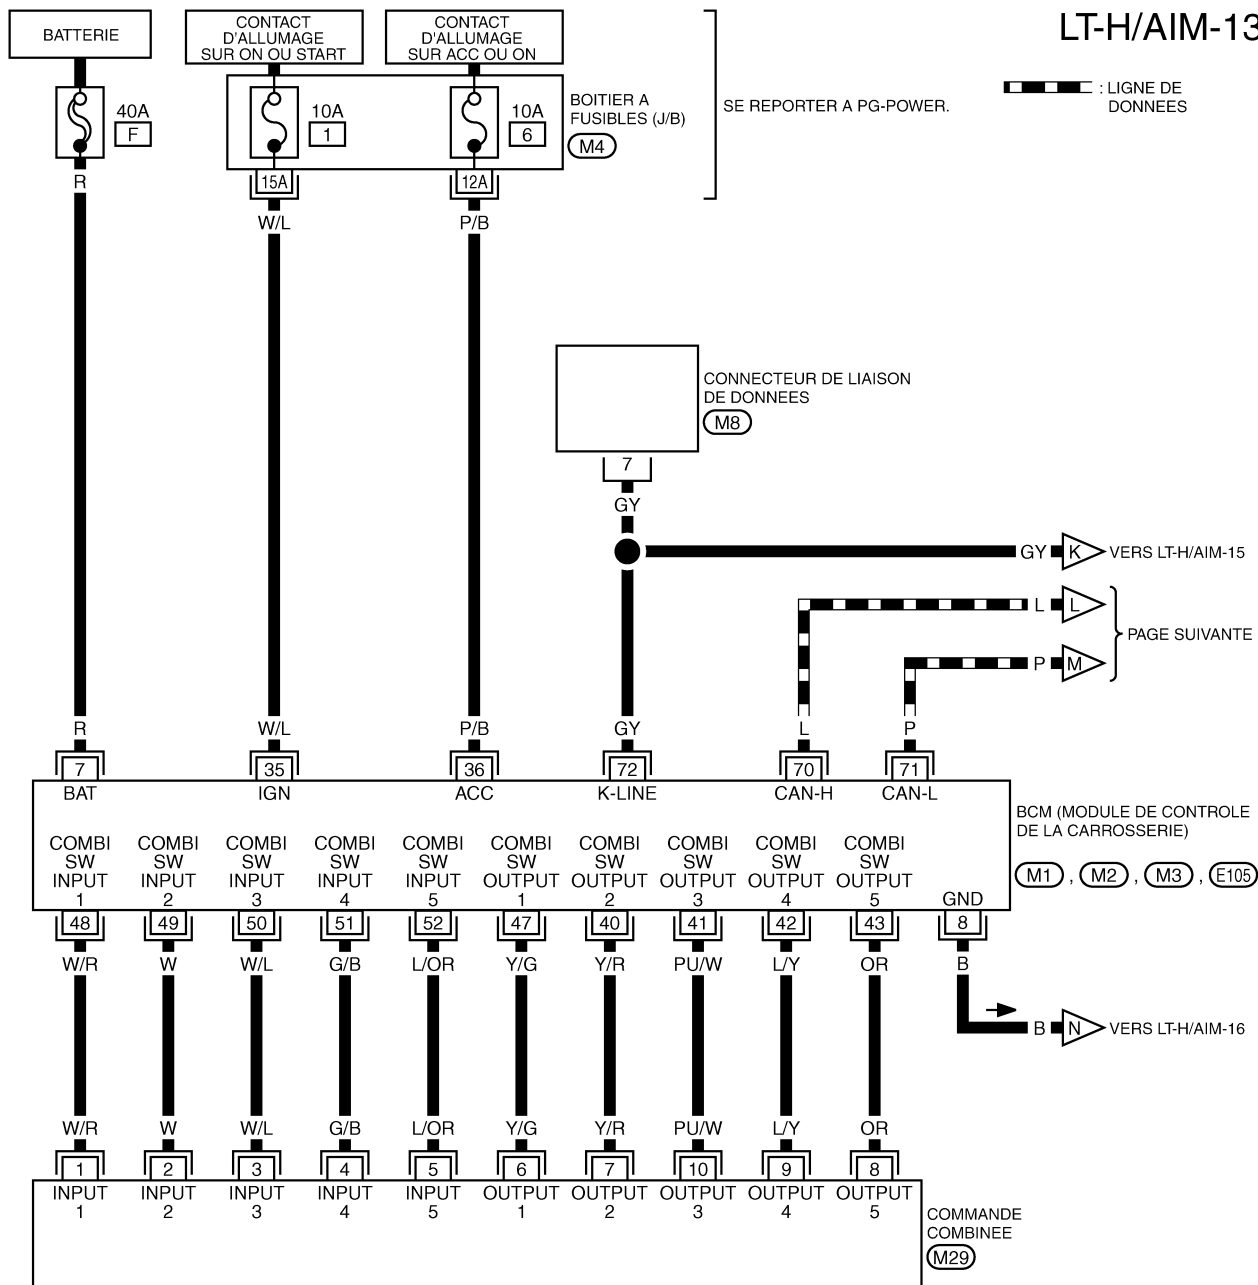 LT-H/AIM-13
BATTERIE
CONTACT
D'ALLUMAGE
SUR ON OU START
CONTACT
D'ALLUMAGE
SUR ACC OU ON
: LIGNE DE
DONNEES
40A
F
10A
1
10A
6
BOITIER A
FUSIBLES (J/B)
M4
SE REPORTER A PG-POWER.
15A
12A
R
W/L
P/B
CONNECTEUR DE LIAISON
DE DONNEES
M8
7
GY
GY
K
VERS LT-H/AIM-15
L
L
PAGE SUIVANTE
P
M
R
W/L
P/B
GY
L
P
7
35
36
72
70
71
BAT
IGN
ACC
K-LINE
CAN-H
CAN-L
BCM (MODULE DE CONTROLE
DE LA CARROSSERIE)
M1 , M2 , M3 , E105
COMBI
SW
INPUT
1
COMBI
SW
INPUT
2
COMBI
SW
INPUT
3
COMBI
SW
INPUT
4
COMBI
SW
INPUT
5
COMBI
SW
OUTPUT
1
COMBI
SW
OUTPUT
2
COMBI
SW
OUTPUT
3
COMBI
SW
OUTPUT
4
COMBI
SW
OUTPUT
5
GND
48
49
50
51
52
47
40
41
42
43
8
W/R
W
W/L
G/B
L/OR
Y/G
Y/R
PU/W
L/Y
OR
B
B
N
VERS LT-H/AIM-16
W/R
W
W/L
G/B
L/OR
Y/G
Y/R
PU/W
L/Y
OR
1
2
3
4
5
6
7
10
9
8
INPUT
1
INPUT
2
INPUT
3
INPUT
4
INPUT
5
OUTPUT
1
OUTPUT
2
OUTPUT
3
OUTPUT
4
OUTPUT
5
COMMANDE
COMBINEE
M29